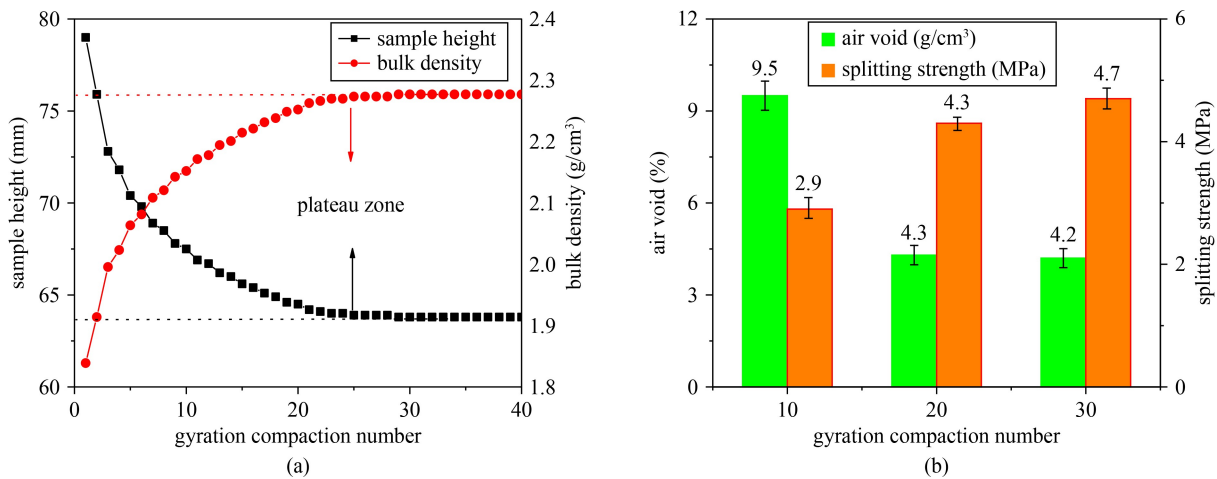 sample height
bulk density
plateau zone
80
75
70
65
60
sample height (mm)
2.4
2.3
2.2
2.1
2.0
1.9
1.8
bulk density (g/cm³)
0 10 20 30 40
gyration compaction number
(a)
air void (g/cm³)
splitting strength (MPa)
9.5
2.9
4.3
4.3
4.2
4.7
12
9
6
3
0
air void (%)
6
4
2
0
splitting strength (MPa)
10 20 30
gyration compaction number
(b)